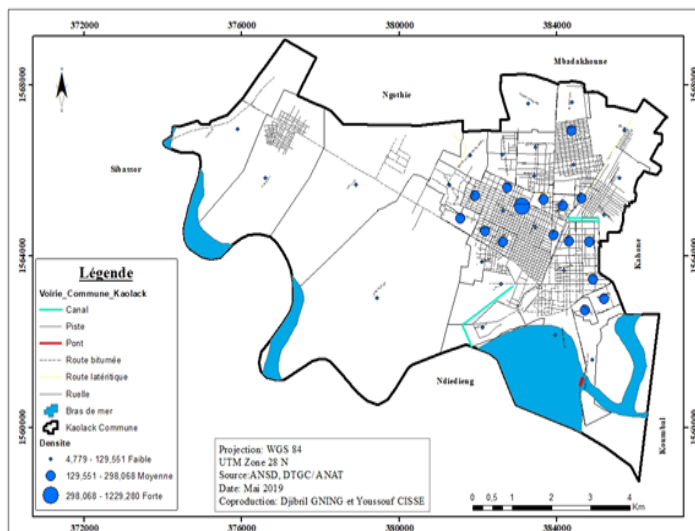 372000 376000 380000 384000
Mbadakhoune
1568000 1568000
Ngothie
Sibassor
Kahone
1564000 1564000
Légende
Voirie_Commune_Kaolack
Canal
Piste
Pont
Route bitumée
Route latéritique
Ruelle
Bras de mer
Kaolack Commune
Densite
4,779 - 129,551 Faible
129,551 - 298,068 Moyenne
298,068 - 1229,280 Forte
Ndiedieng
Koumbal
1560000 1560000
Projection: WGS 84
UTM Zone 28 N
Source:ANSD, DTGC/ ANAT
Date: Mai 2019
Coproduction: Djibril GNING et Youssouf CISSE
0 0,5 1 2 3 4
Km
372000 376000 380000 384000